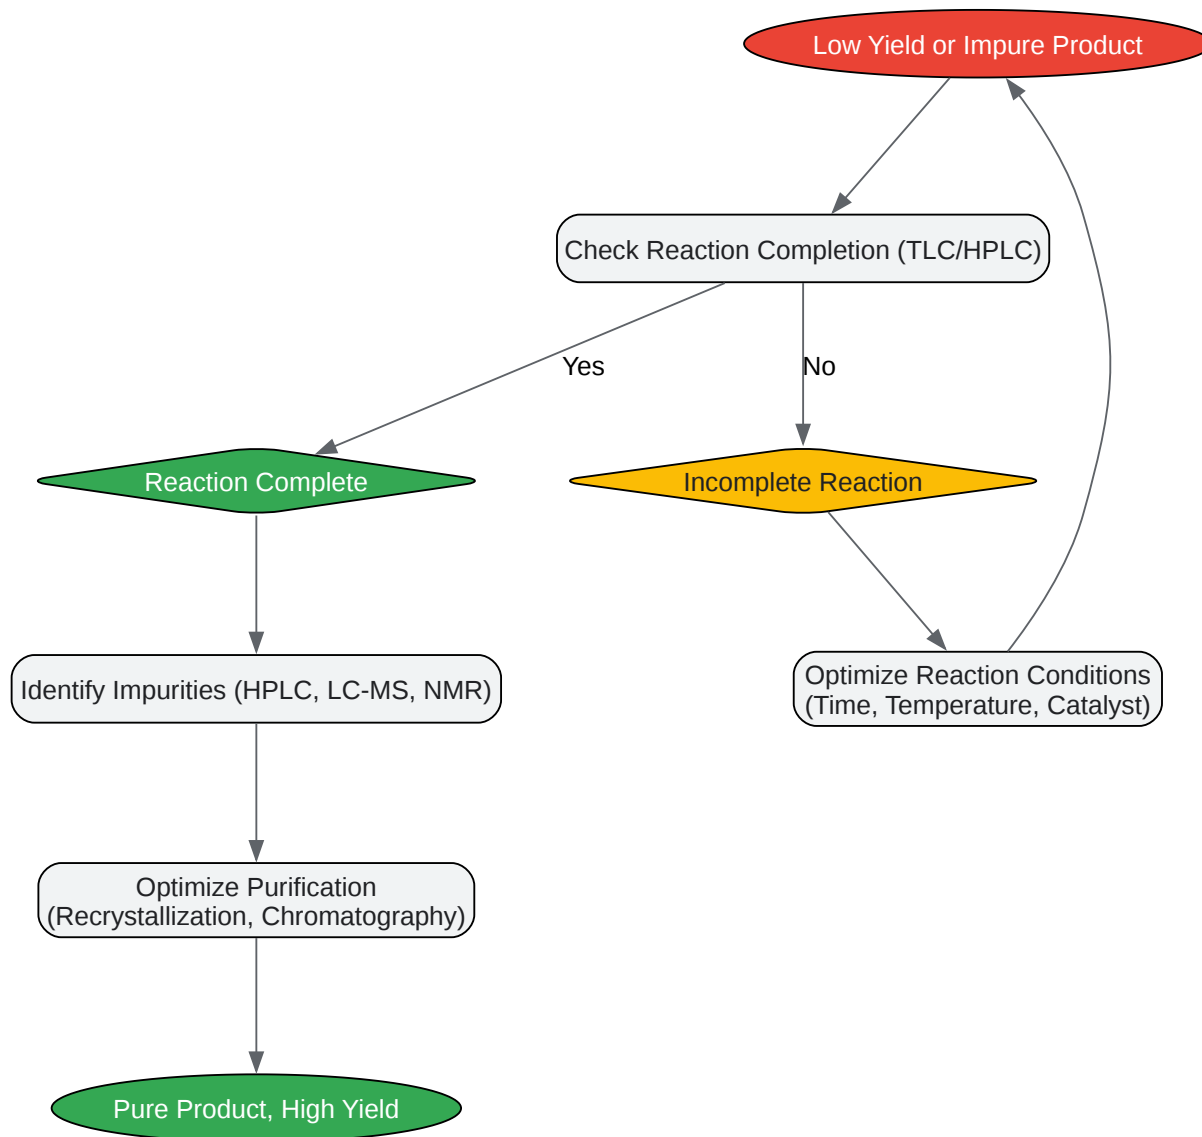 Low Yield or Impure Product
Check Reaction Completion (TLC/HPLC)
Yes
No
Reaction Complete
Incomplete Reaction
Identify Impurities (HPLC, LC-MS, NMR)
Optimize Reaction Conditions
(Time, Temperature, Catalyst)
Optimize Purification
(Recrystallization, Chromatography)
Pure Product, High Yield